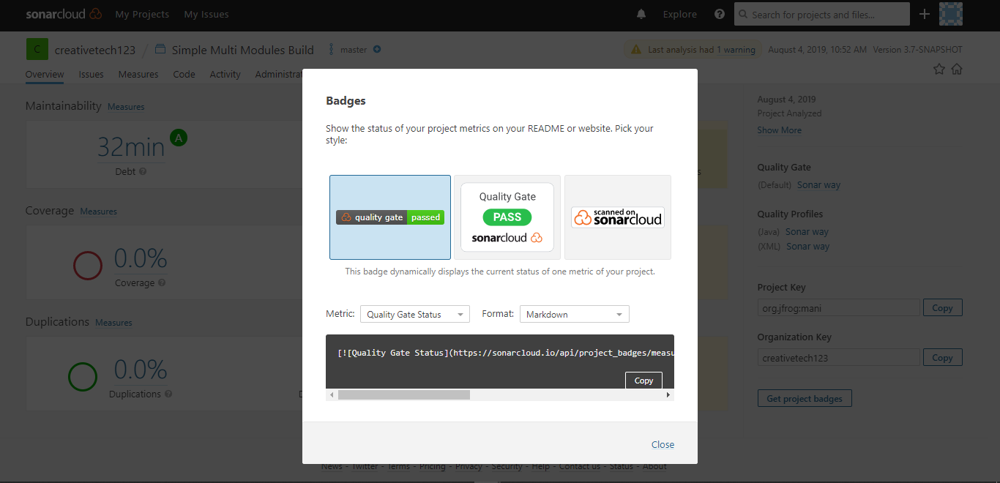 sonarcloud My Projects My Issues Explore Search for projects and files...
C creativetech123 / Simple Multi Modules Build master Last analysis had 1 warning August 4, 2019, 10:52 AM Version 3.7-SNAPSHOT
Overview Issues Measures Code Activity Administrat
Maintainability Measures
32min A
Debt
Coverage Measures
0.0%
Coverage
Duplications Measures
0.0%
Duplications
Badges
Show the status of your project metrics on your README or website. Pick your
style:
quality gate passed
Quality Gate
PASS
sonarcloud
scanned on
sonarcloud
This badge dynamically displays the current status of one metric of your project.
Metric: Quality Gate Status Format: Markdown
[![Quality Gate Status](https://sonarcloud.io/api/project_badges/measu
Copy
Close
August 4, 2019
Project Analyzed
Show More
Quality Gate
(Default) Sonar way
Quality Profiles
(Java) Sonar way
(XML) Sonar way
Project Key
org.jfrog:mani Copy
Organization Key
creativetech123 Copy
Get project badges
News - Twitter - Terms - Pricing - Privacy - Security - Help - Contact us - Status - About